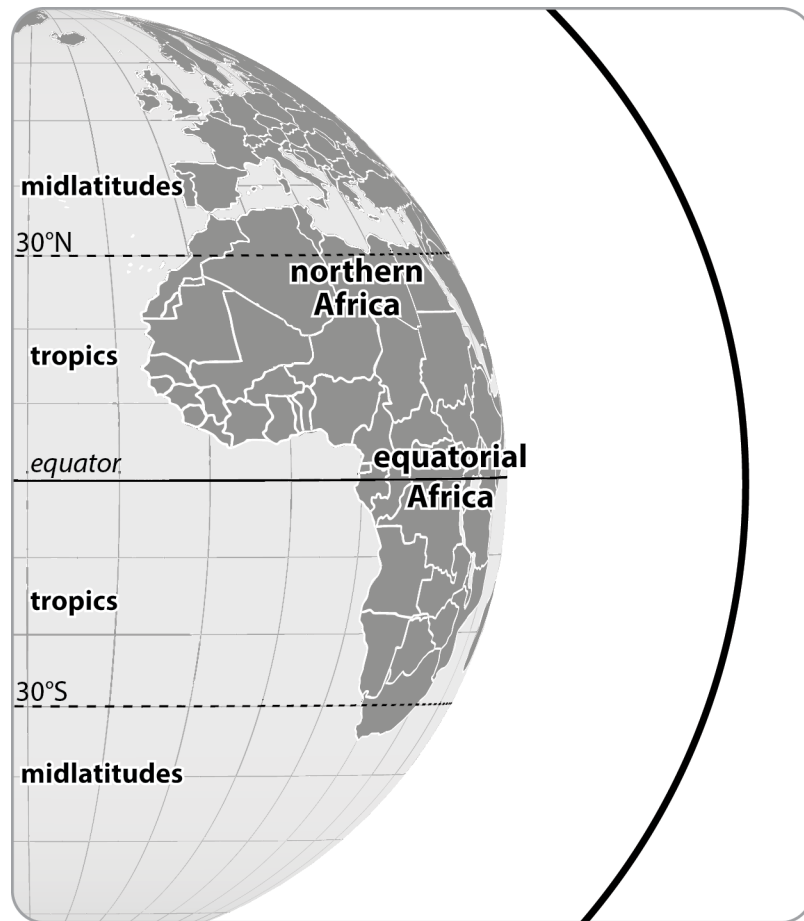 midlatitudes
30°N
northern
Africa
tropics
equator
equatorial
Africa
tropics
30°S
midlatitudes